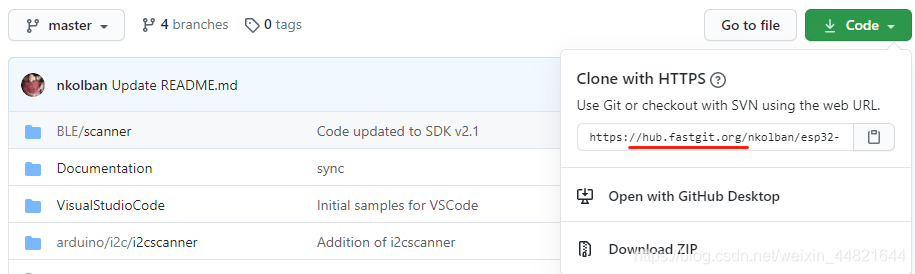 master
4 branches
0 tags
Go to file
Code
nkolban Update README.md
BLE/scanner
Code updated to SDK v2.1
Documentation
sync
VisualStudioCode
Initial samples for VSCode
arduino/i2c/i2cscanner
Addition of i2cscanner
Clone with HTTPS ?
Use Git or checkout with SVN using the web URL.
https://hub.fastgit.org/nkolban/esp32-
Open with GitHub Desktop
Download ZIP
https://blog.csdn.net/weixin_44821644